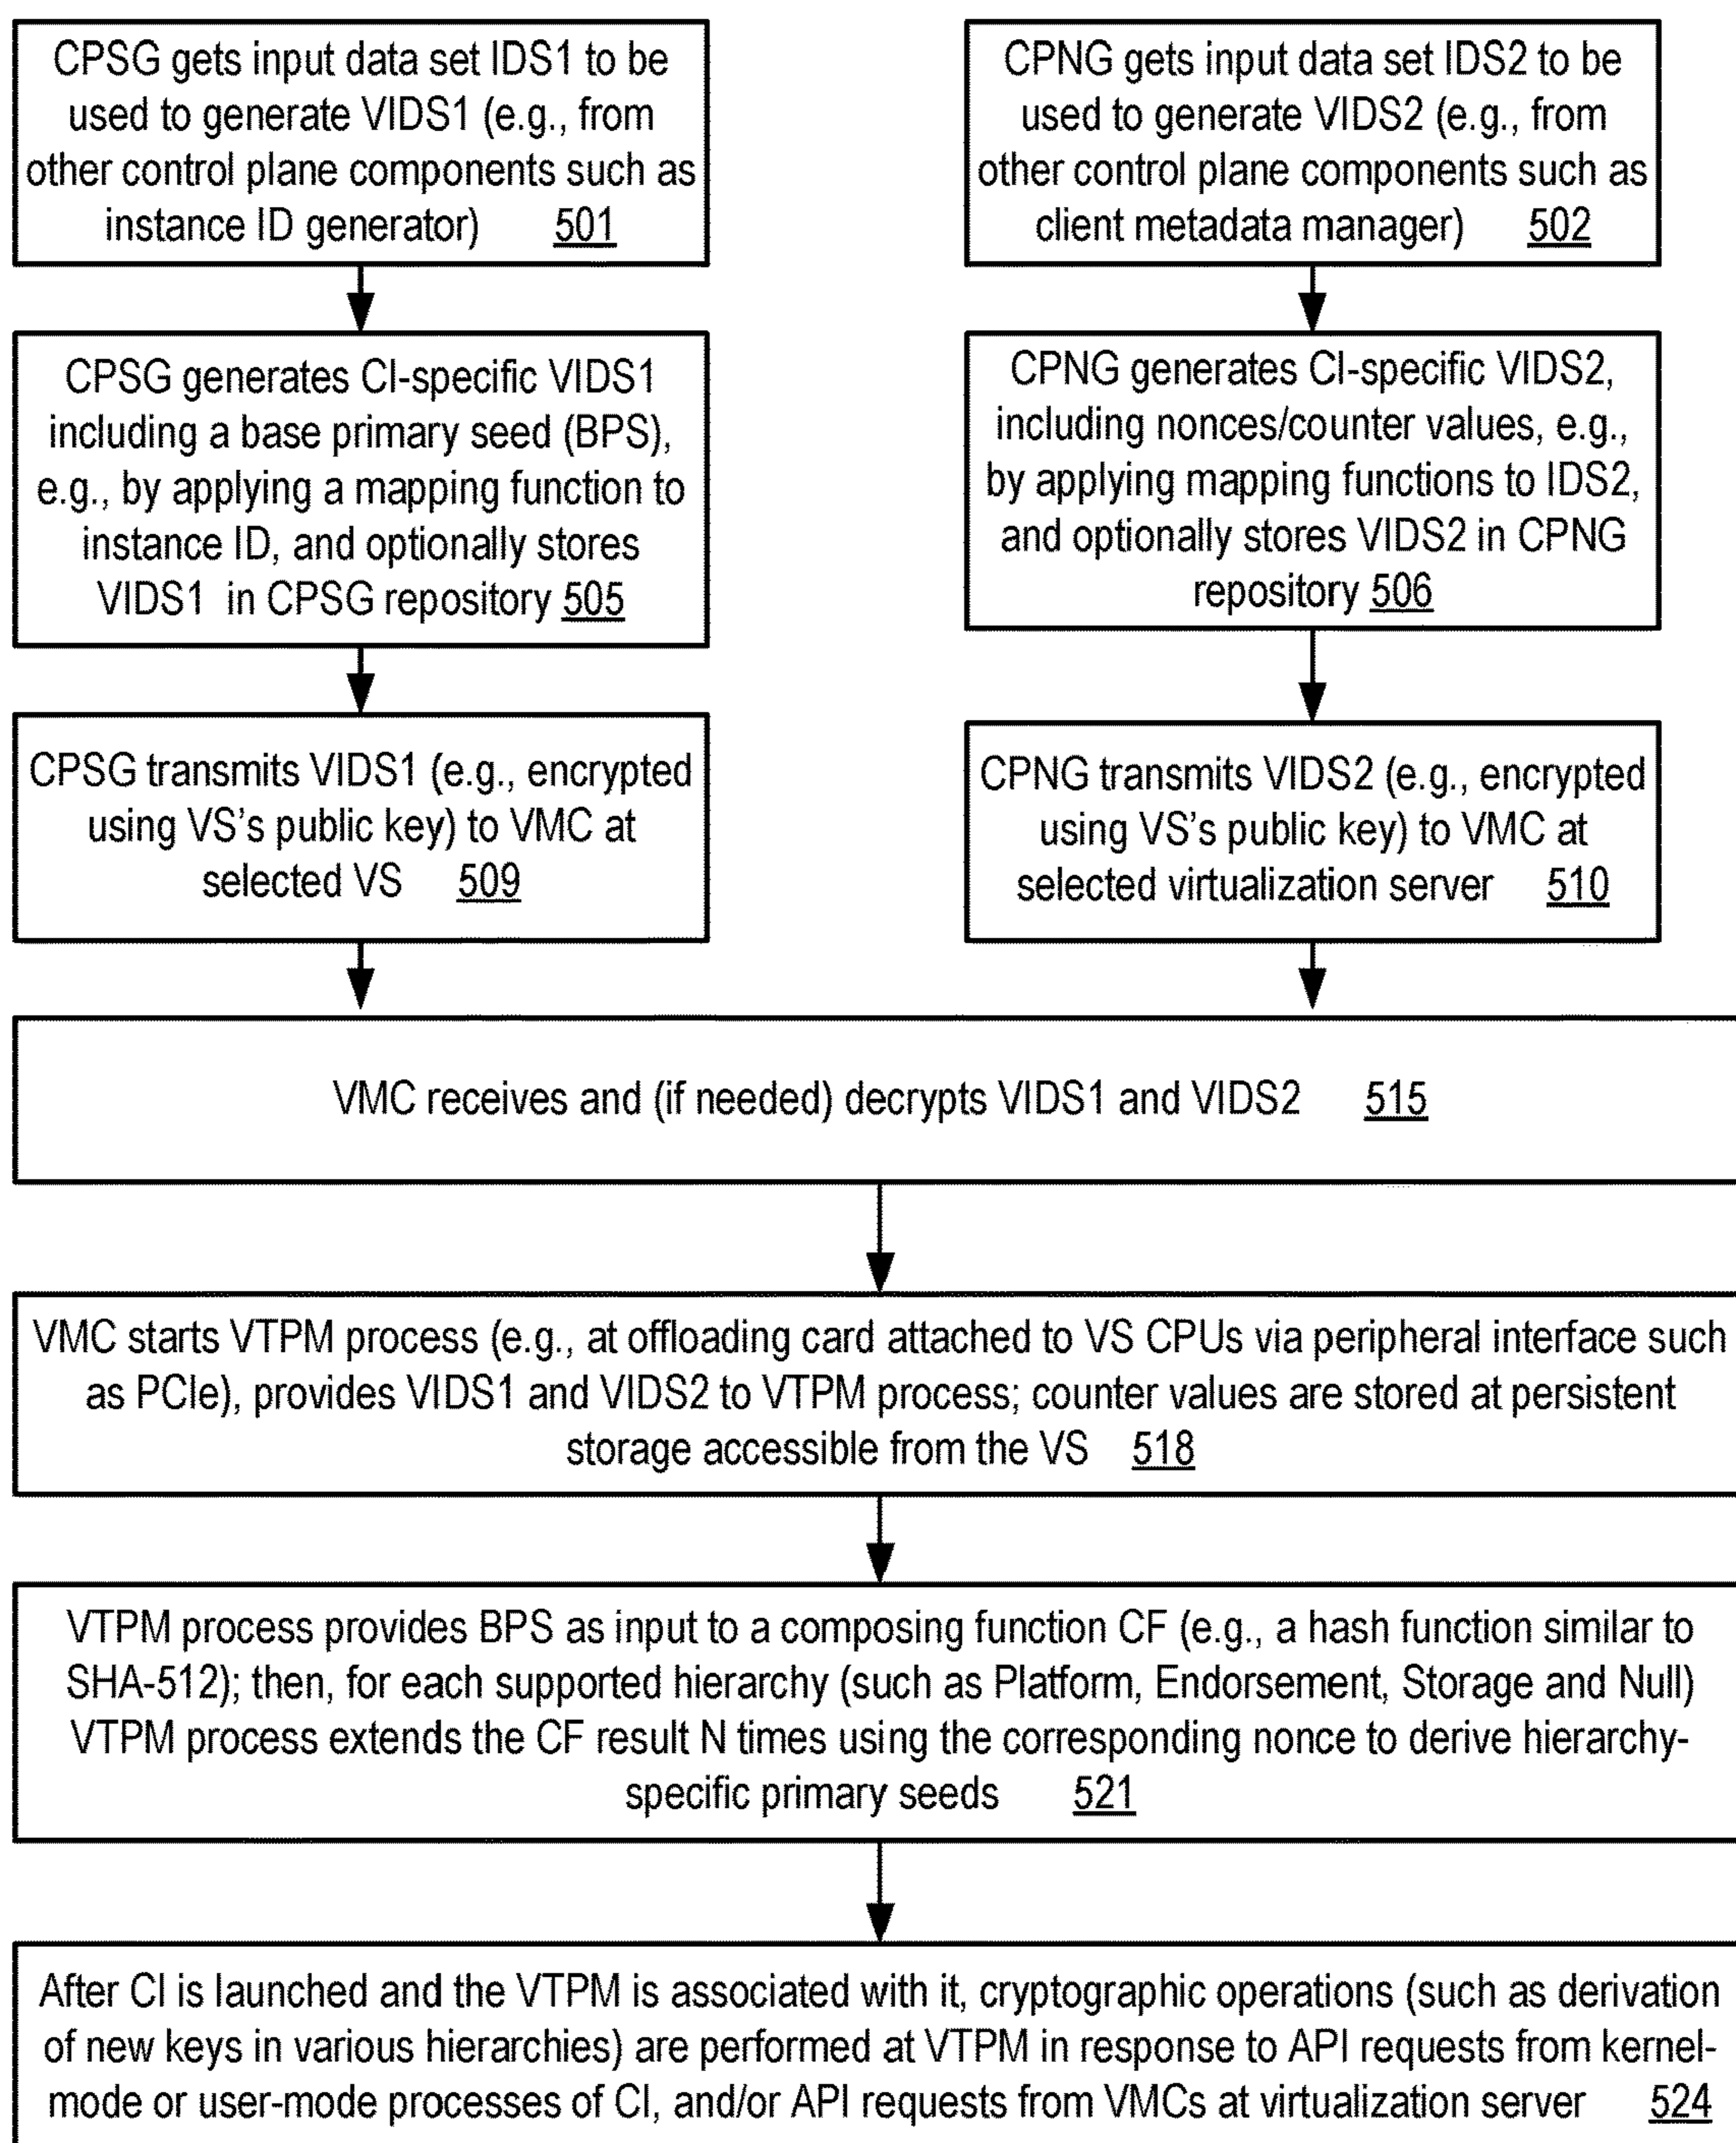 CPSG gets input data set IDS1 to be
used to generate VIDS1 (e.g., from
other control plane components such as
instance ID generator) 501
CPNG gets input data set IDS2 to be
used to generate VIDS2 (e.g., from
other control plane components such as
client metadata manager) 502
CPSG generates CI-specific VIDS1
including a base primary seed (BPS),
e.g., by applying a mapping function to
instance ID, and optionally stores
VIDS1 in CPSG repository 505
CPNG generates CI-specific VIDS2,
including nonces/counter values, e.g.,
by applying mapping functions to IDS2,
and optionally stores VIDS2 in CPNG
repository 506
CPSG transmits VIDS1 (e.g., encrypted
using VS's public key) to VMC at
selected VS 509
CPNG transmits VIDS2 (e.g., encrypted
using VS's public key) to VMC at
selected virtualization server 510
VMC receives and (if needed) decrypts VIDS1 and VIDS2 515
VMC starts VTPM process (e.g., at offloading card attached to VS CPUs via peripheral interface such
as PCIe), provides VIDS1 and VIDS2 to VTPM process; counter values are stored at persistent
storage accessible from the VS 518
VTPM process provides BPS as input to a composing function CF (e.g., a hash function similar to
SHA-512); then, for each supported hierarchy (such as Platform, Endorsement, Storage and Null)
VTPM process extends the CF result N times using the corresponding nonce to derive hierarchy-
specific primary seeds 521
After CI is launched and the VTPM is associated with it, cryptographic operations (such as derivation
of new keys in various hierarchies) are performed at VTPM in response to API requests from kernel-
mode or user-mode processes of CI, and/or API requests from VMCs at virtualization server 524